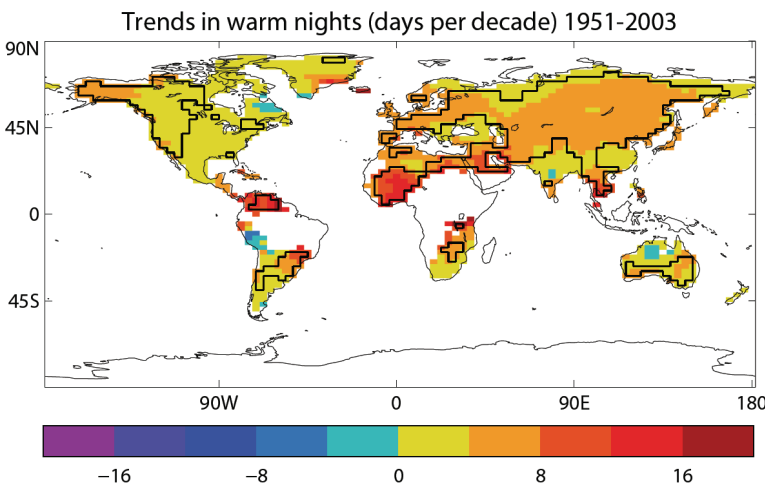 Trends in warm nights (days per decade) 1951-2003
90N
45N
0
45S
90W 0 90E 180
−16 −8 0 8 16